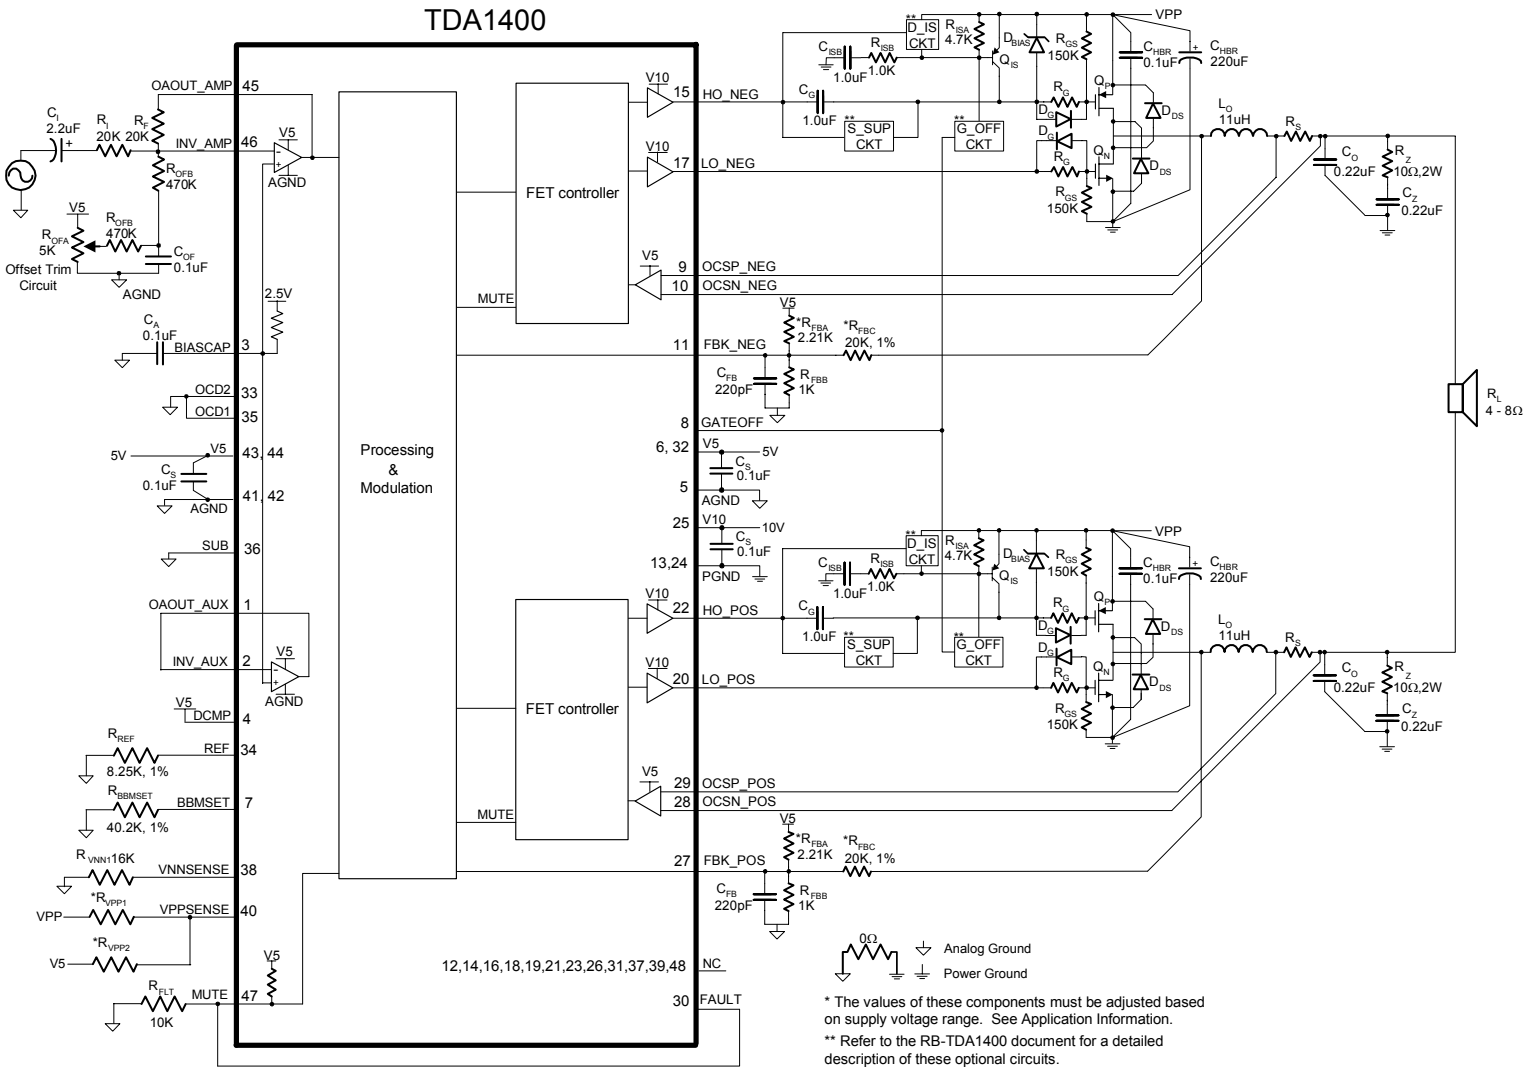 TDA1400
OAOUT_AMP 45
C_I
2.2uF
+
R_I
20K
R_F
20K
INV_AMP 46
V5
AGND
R_OFB
470K
V5
R_OFA
5K
R_OFB
470K
C_OF
0.1uF
Offset Trim
Circuit
AGND
2.5V
C_A
0.1uF
BIASCAP 3
OCD2 33
OCD1 35
5V
V5 43, 44
C_S
0.1uF
AGND 41, 42
SUB 36
OAOUT_AUX 1
INV_AUX 2
V5
AGND
V5
DCMP 4
R_REF
8.25K, 1%
REF 34
R_BBMSET
40.2K, 1%
BBMSET 7
R_VNN1 16K
VNNSENSE 38
VPP
*R_VPP1
VPPSENSE 40
V5
*R_VPP2
V5
R_FLT
10K
MUTE 47
Processing
&
Modulation
FET controller
MUTE
V10
15 HO_NEG
V10
17 LO_NEG
V5
9 OCSP_NEG
10 OCSN_NEG
11 FBK_NEG
V5
*R_FBA
2.21K
*R_FBC
20K, 1%
C_FB
220pF
R_FBB
1K
8 GATEOFF
6, 32 V5
5V
C_S
0.1uF
5
AGND
25 V10
10V
C_S
0.1uF
13,24
PGND
C_ISB
1.0uF
R_ISB
1.0K
**
D_IS
CKT
R_ISA
4.7K
Q_IS
D_BIAS
R_GS
150K
VPP
C_HBR
0.1uF
+
C_HBR
220uF
C_G
1.0uF
**
S_SUP
CKT
**
G_OFF
CKT
R_G
D_G
Q_P
D_DS
D_G
R_G
Q_N
D_DS
R_GS
150K
L_O
11uH
R_S
C_O
0.22uF
R_Z
10Ω,2W
C_Z
0.22uF
R_L
4 - 8Ω
FET controller
MUTE
V10
22 HO_POS
V10
20 LO_POS
V5
29 OCSP_POS
28 OCSN_POS
27 FBK_POS
V5
*R_FBA
2.21K
*R_FBC
20K, 1%
C_FB
220pF
R_FBB
1K
C_ISB
1.0uF
R_ISB
1.0K
**
D_IS
CKT
R_ISA
4.7K
Q_IS
D_BIAS
R_GS
150K
VPP
C_HBR
0.1uF
+
C_HBR
220uF
C_G
1.0uF
**
S_SUP
CKT
**
G_OFF
CKT
R_G
D_G
Q_P
D_DS
D_G
R_G
Q_N
D_DS
R_GS
150K
L_O
11uH
R_S
C_O
0.22uF
R_Z
10Ω,2W
C_Z
0.22uF
12,14,16,18,19,21,23,26,31,37,39,48 NC
30 FAULT
0Ω
Analog Ground
Power Ground
* The values of these components must be adjusted based
on supply voltage range. See Application Information.
** Refer to the RB-TDA1400 document for a detailed
description of these optional circuits.